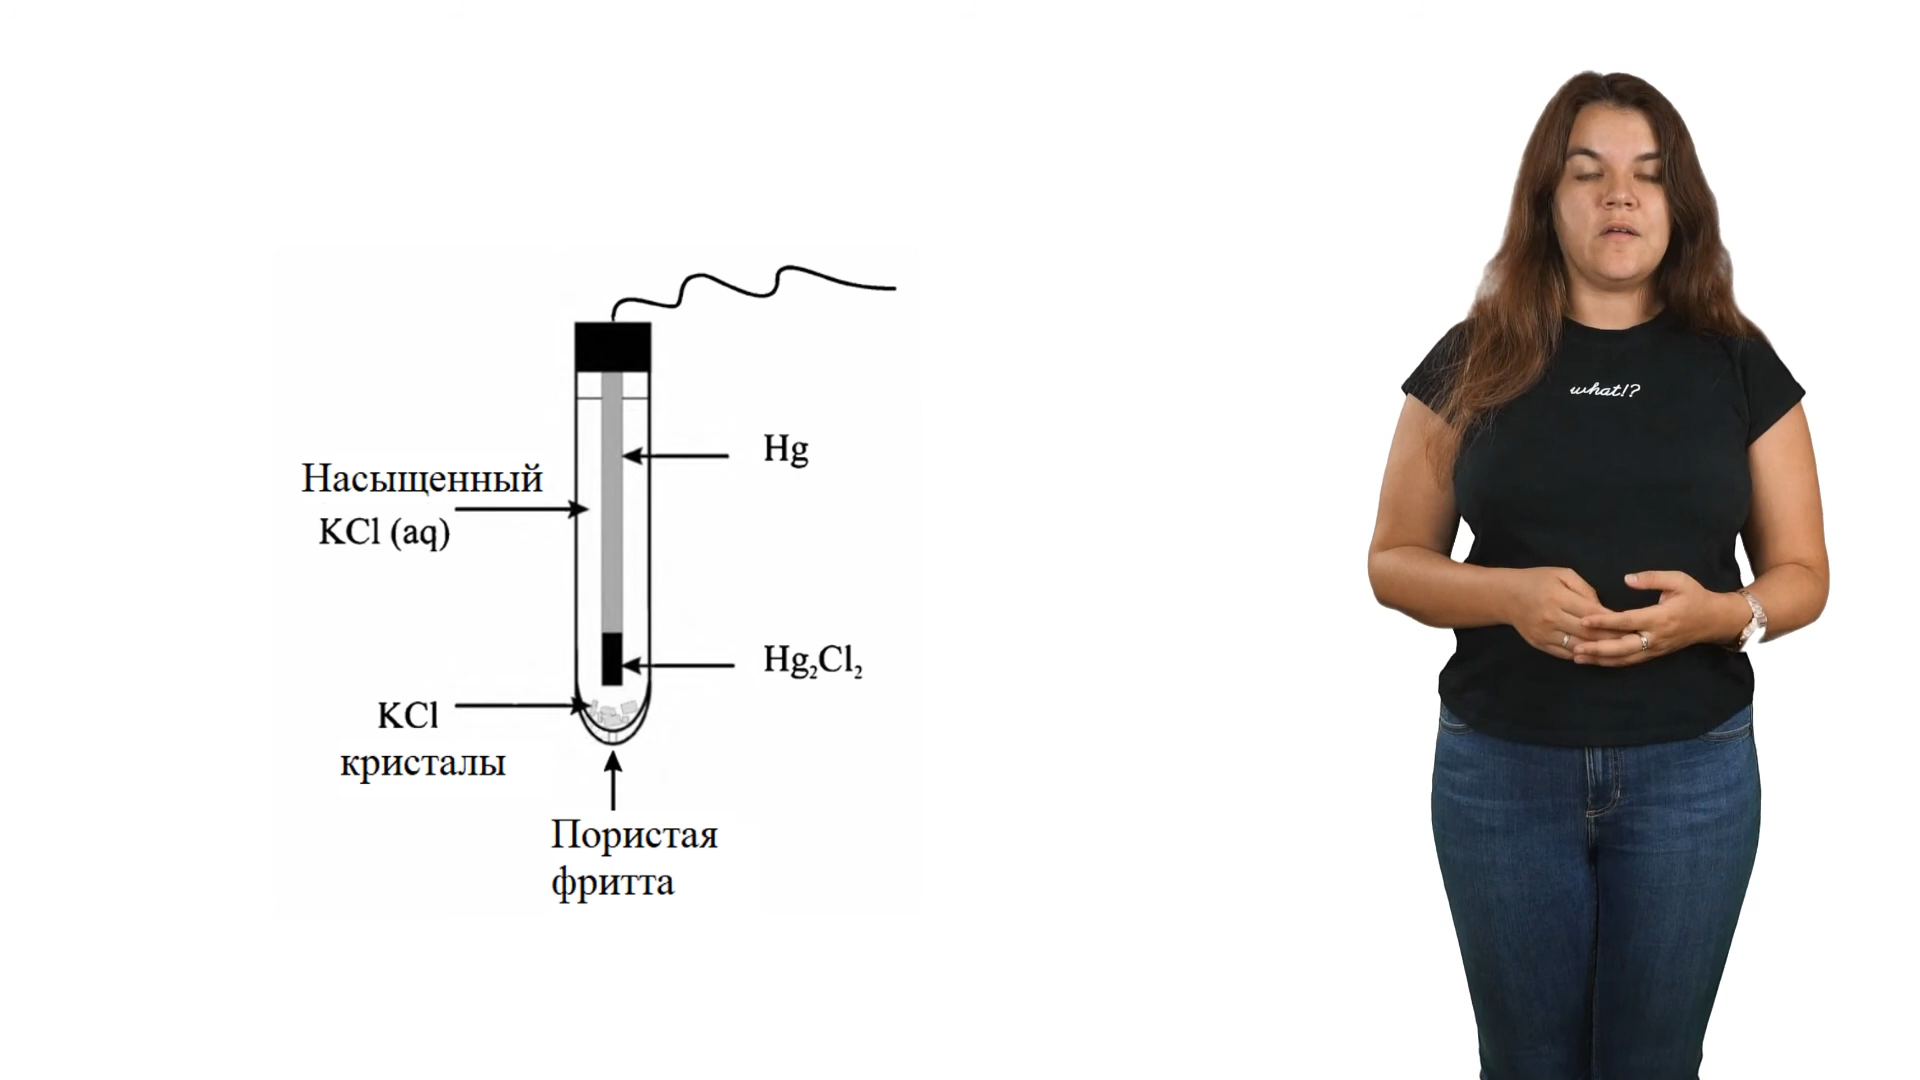 Hg
Насыщенный
KCl (aq)
Hg₂Cl₂
KCl
кристалы
Пористая
фритта
what!?